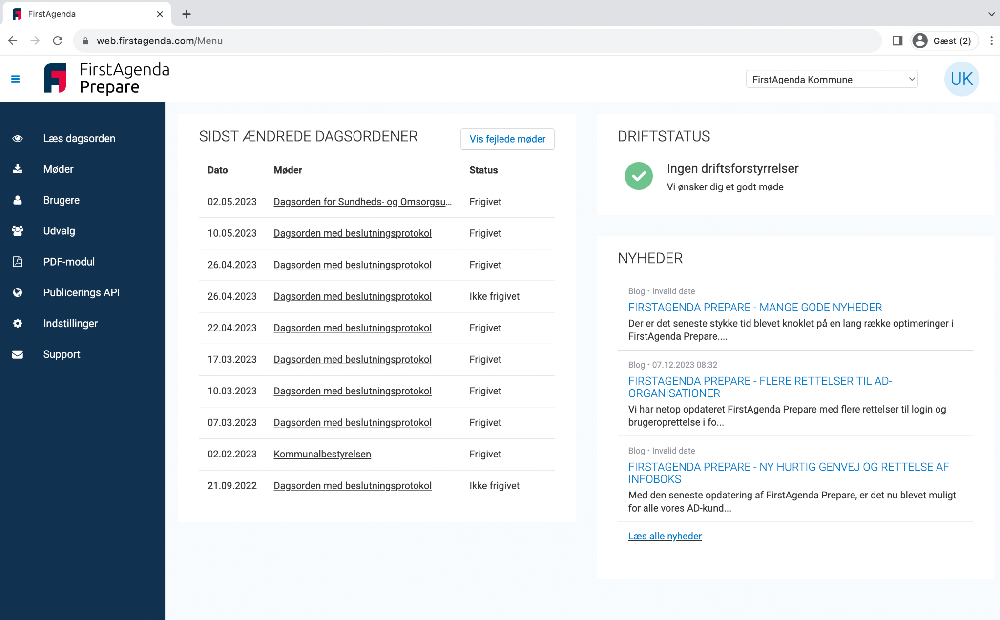 FirstAgenda
web.firstagenda.com/Menu
Gæst (2)
FirstAgenda
Prepare
FirstAgenda Kommune
UK
Læs dagsorden
Møder
Brugere
Udvalg
PDF-modul
Publicerings API
Indstillinger
Support
SIDST ÆNDREDE DAGSORDENER
Vis fejlede møder
Dato Møder Status
02.05.2023 Dagsorden for Sundheds- og Omsorgsu... Frigivet
10.05.2023 Dagsorden med beslutningsprotokol Frigivet
26.04.2023 Dagsorden med beslutningsprotokol Frigivet
26.04.2023 Dagsorden med beslutningsprotokol Ikke frigivet
22.04.2023 Dagsorden med beslutningsprotokol Frigivet
17.03.2023 Dagsorden med beslutningsprotokol Frigivet
10.03.2023 Dagsorden med beslutningsprotokol Frigivet
07.03.2023 Dagsorden med beslutningsprotokol Frigivet
02.02.2023 Kommunalbestyrelsen Frigivet
21.09.2022 Dagsorden med beslutningsprotokol Ikke frigivet
DRIFTSTATUS
Ingen driftsforstyrrelser
Vi ønsker dig et godt møde
NYHEDER
Blog • Invalid date
FIRSTAGENDA PREPARE - MANGE GODE NYHEDER
Der er det seneste stykke tid blevet knoklet på en lang række optimeringer i
FirstAgenda Prepare....
Blog • 07.12.2023 08:32
FIRSTAGENDA PREPARE - FLERE RETTELSER TIL AD-
ORGANISATIONER
Vi har netop opdateret FirstAgenda Prepare med flere rettelser til login og
brugeroprettelse i fo...
Blog • Invalid date
FIRSTAGENDA PREPARE - NY HURTIG GENVEJ OG RETTELSE AF
INFOBOKS
Med den seneste opdatering af FirstAgenda Prepare, er det nu blevet muligt
for alle vores AD-kund...
Læs alle nyheder